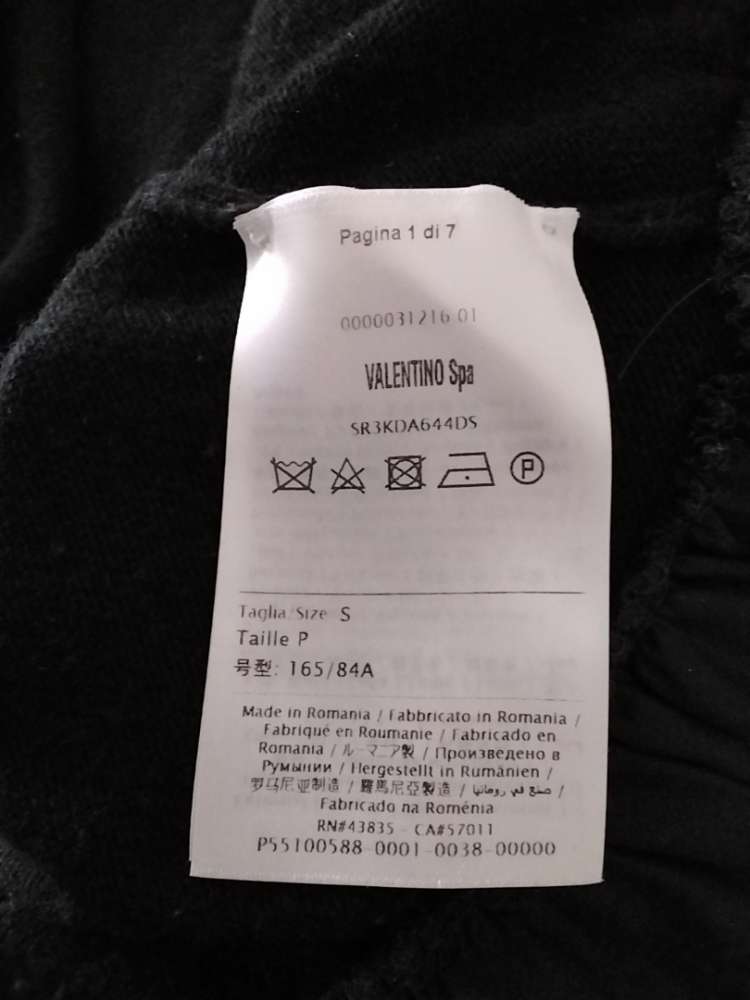 Pagina 1 di 7
0000031216 01
VALENTINO Spa
SR3KDA644DS
P
Taglia/Size S
Taille P
号型: 165/84A
Made in Romania / Fabbricato in Romania /
Fabriqué en Roumanie / Fabricado en
Romania / ルーマニア製 / Произведено в
Румынии / Hergestellt in Rumänien /
罗马尼亚制造 / 羅馬尼亞製造 / صنع في رومانيا /
Fabricado na Roménia
RN#43835 - CA#57011
P55100588-0001-0038-00000